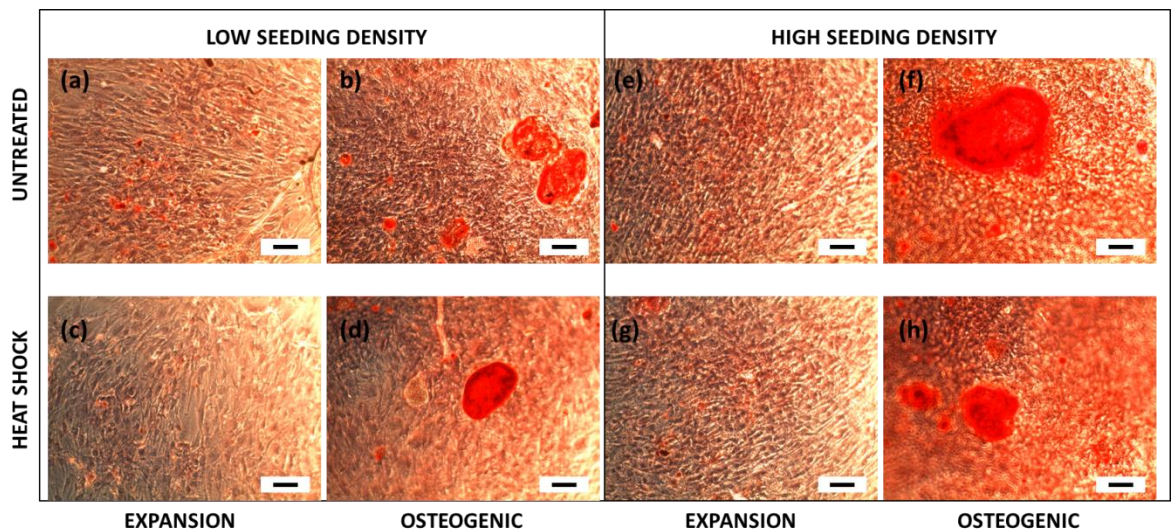 LOW SEEDING DENSITY HIGH SEEDING DENSITY
UNTREATED
(a) b) (e) (f)
HEAT SHOCK
(c) (d) (g) (h)
EXPANSION OSTEOGENIC EXPANSION OSTEOGENIC